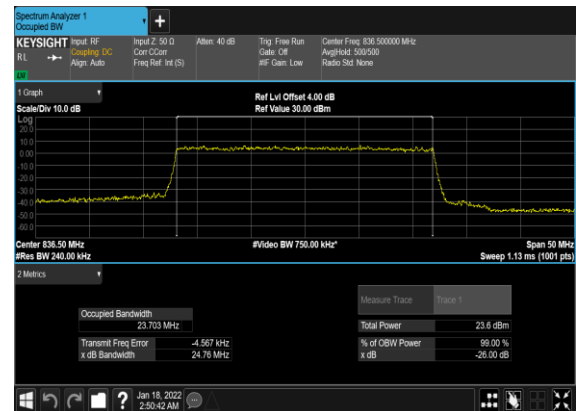 Spectrum Analyzer 1
Occupied BW
KEYSIGHT Input: RF Input Z: 50 Ω Atten: 40 dB Trig: Free Run Center Freq: 836.500000 MHz
RL Coupling: DC Corr CCorr Gate: Off Avg|Hold: 500/500
Align: Auto Freq Ref: Int (S) #IF Gain: Low Radio Std: None
LW
1 Graph
Ref Lvl Offset 4.00 dB
Scale/Div 10.0 dB Ref Value 30.00 dBm
Log
20.0
10.0
0.00
-10.0
-20.0
-30.0
-40.0
-50.0
-60.0
Center 836.50 MHz #Video BW 750.00 kHz* Span 50 MHz
#Res BW 240.00 kHz Sweep 1.13 ms (1001 pts)
2 Metrics
Measure Trace Trace 1
Occupied Bandwidth
23.703 MHz Total Power 23.6 dBm
Transmit Freq Error -4.567 kHz % of OBW Power 99.00 %
x dB Bandwidth 24.76 MHz x dB -26.00 dB
? Jan 18, 2022
2:50:42 AM